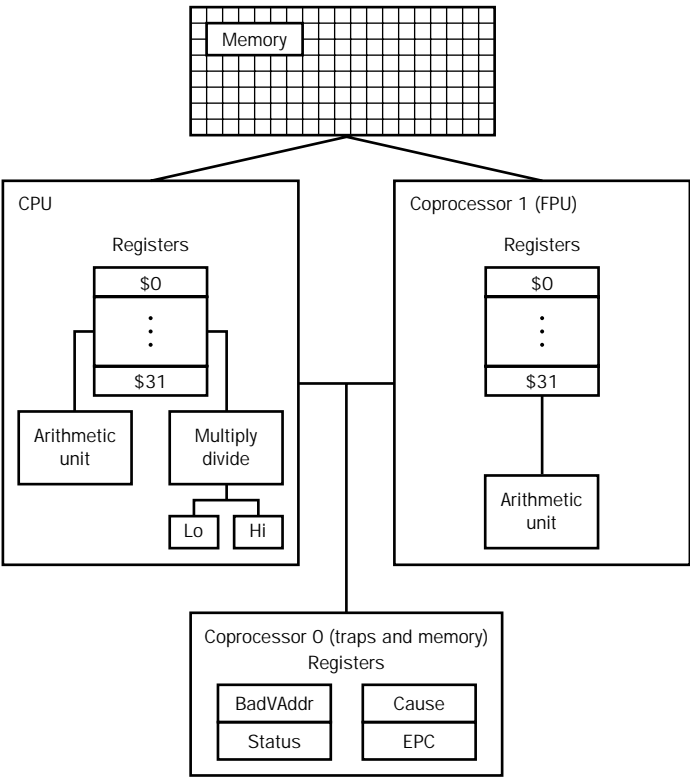 Memory
CPU
Registers
$0
$31
Arithmetic
unit
Multiply
divide
Lo
Hi
Coprocessor 1 (FPU)
Registers
$0
$31
Arithmetic
unit
Coprocessor 0 (traps and memory)
Registers
BadVAddr
Cause
Status
EPC